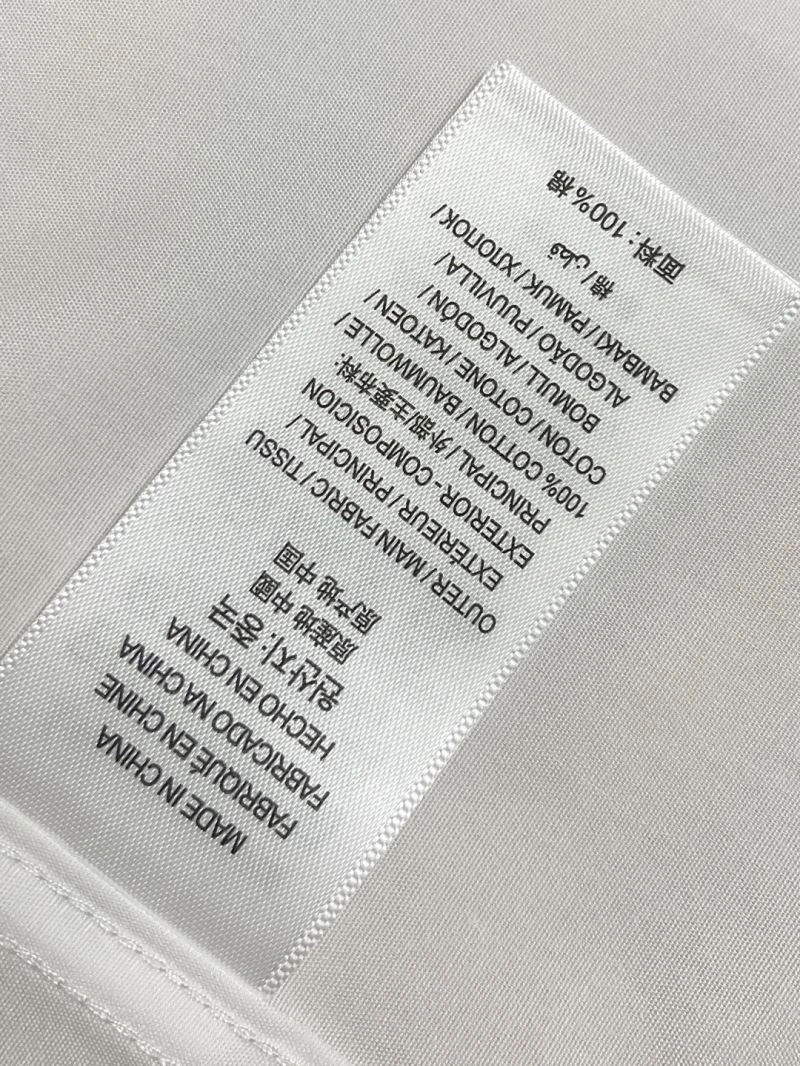 MADE IN CHINA
FABRIQUÉ EN CHINE
FABRICADO NA CHINA
HECHO EN CHINA
원산지: 중국
原產地 中國
原产地 中国
OUTER / MAIN FABRIC / TISSU
EXTÉRIEUR / PRINCIPAL /
EXTERIOR - COMPOSICION
PRINCIPAL / 外部/主要布料:
100% COTTON / BAUMWOLLE /
COTON / COTONE / KATOEN /
BOMULL / ALGODÓN /
ALGODÃO / PUUVILLA /
BAMBAKI / PAMUK / ХЛОПОК /
棉 / قطن
面料: 100% 棉